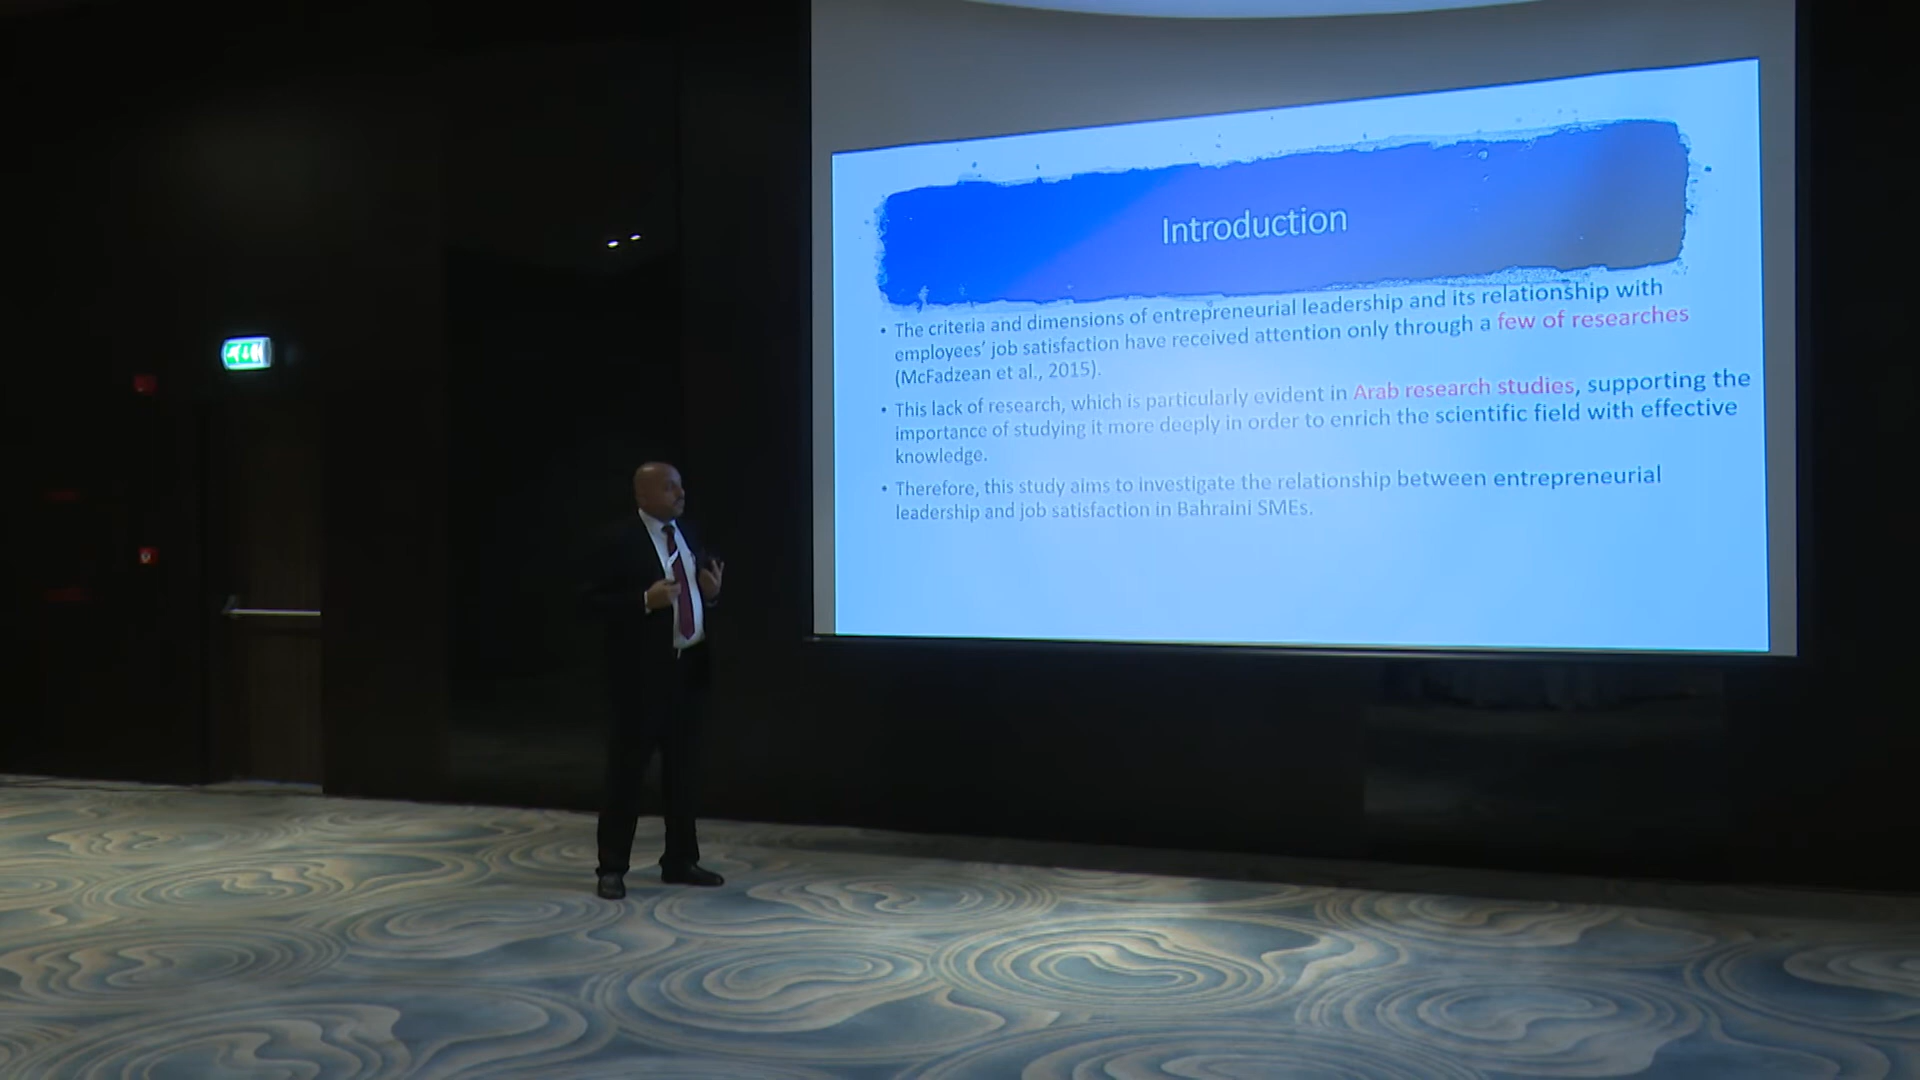 Introduction
• The criteria and dimensions of entrepreneurial leadership and its relationship with
employees' job satisfaction have received attention only through a few of researches
(McFadzean et al., 2015).
• This lack of research, which is particularly evident in Arab research studies, supporting the
importance of studying it more deeply in order to enrich the scientific field with effective
knowledge.
• Therefore, this study aims to investigate the relationship between entrepreneurial
leadership and job satisfaction in Bahraini SMEs.